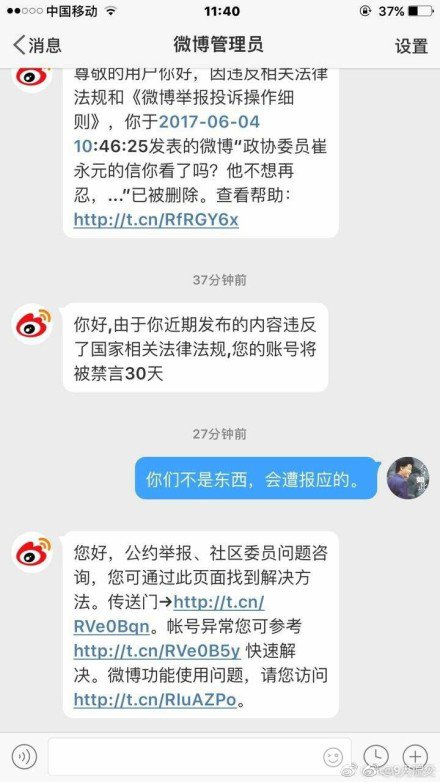 中国移动
11:40
37%
消息
微博管理员
设置
尊敬的用户你好，因违反相关法律
法规和《微博举报投诉操作细
则》，你于2017-06-04
10:46:25发表的微博“政协委员崔
永元的信你看了吗？他不想再
忍，...”已被删除。查看帮助：
http://t.cn/RfRGY6x
37分钟前
你好,由于你近期发布的内容违反
了国家相关法律法规,您的账号将
被禁言30天
27分钟前
你们不是东西，会遭报应的。
您好，公约举报、社区委员问题咨
询，您可通过此页面找到解决方
法。传送门→http://t.cn/
RVe0Bqn。帐号异常您可参考
http://t.cn/RVe0B5y 快速解
决。微博功能使用问题，请您访问
http://t.cn/RIuAZPo。